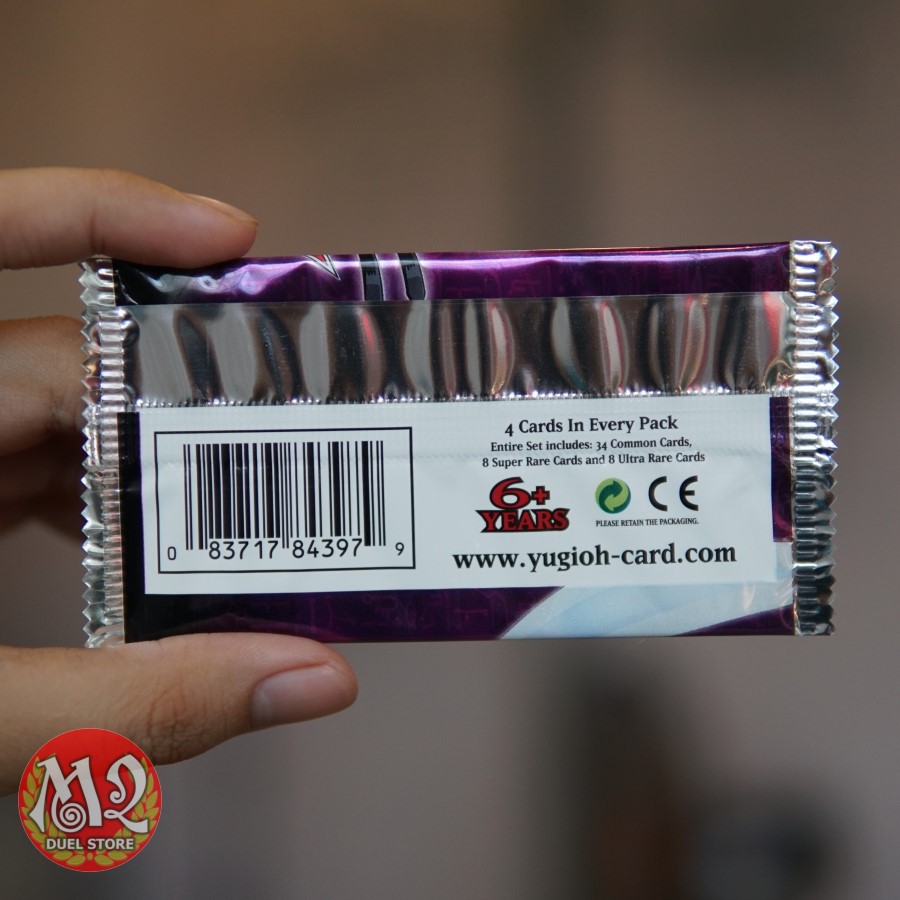 4 Cards In Every Pack
Entire Set includes: 34 Common Cards,
8 Super Rare Cards and 8 Ultra Rare Cards
6+
YEARS
CE
PLEASE RETAIN THE PACKAGING.
www.yugioh-card.com
0 83717 84397 9
M2
DUEL STORE